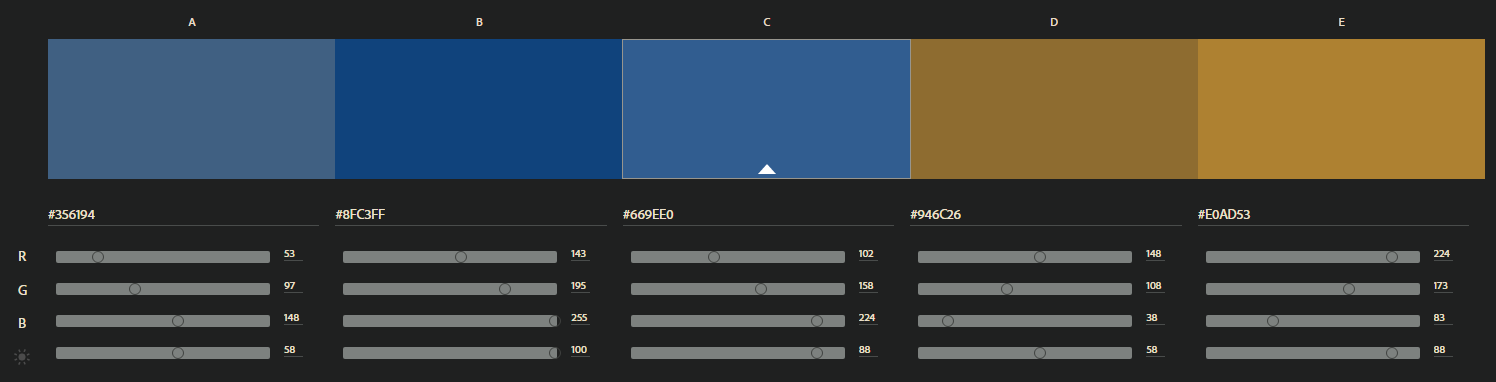 A B C D E
#356194 #8FC3FF #669EE0 #946C26 #E0AD53
R 53 143 102 148 224
G 97 195 158 108 173
B 148 255 224 38 83
58 100 88 58 88